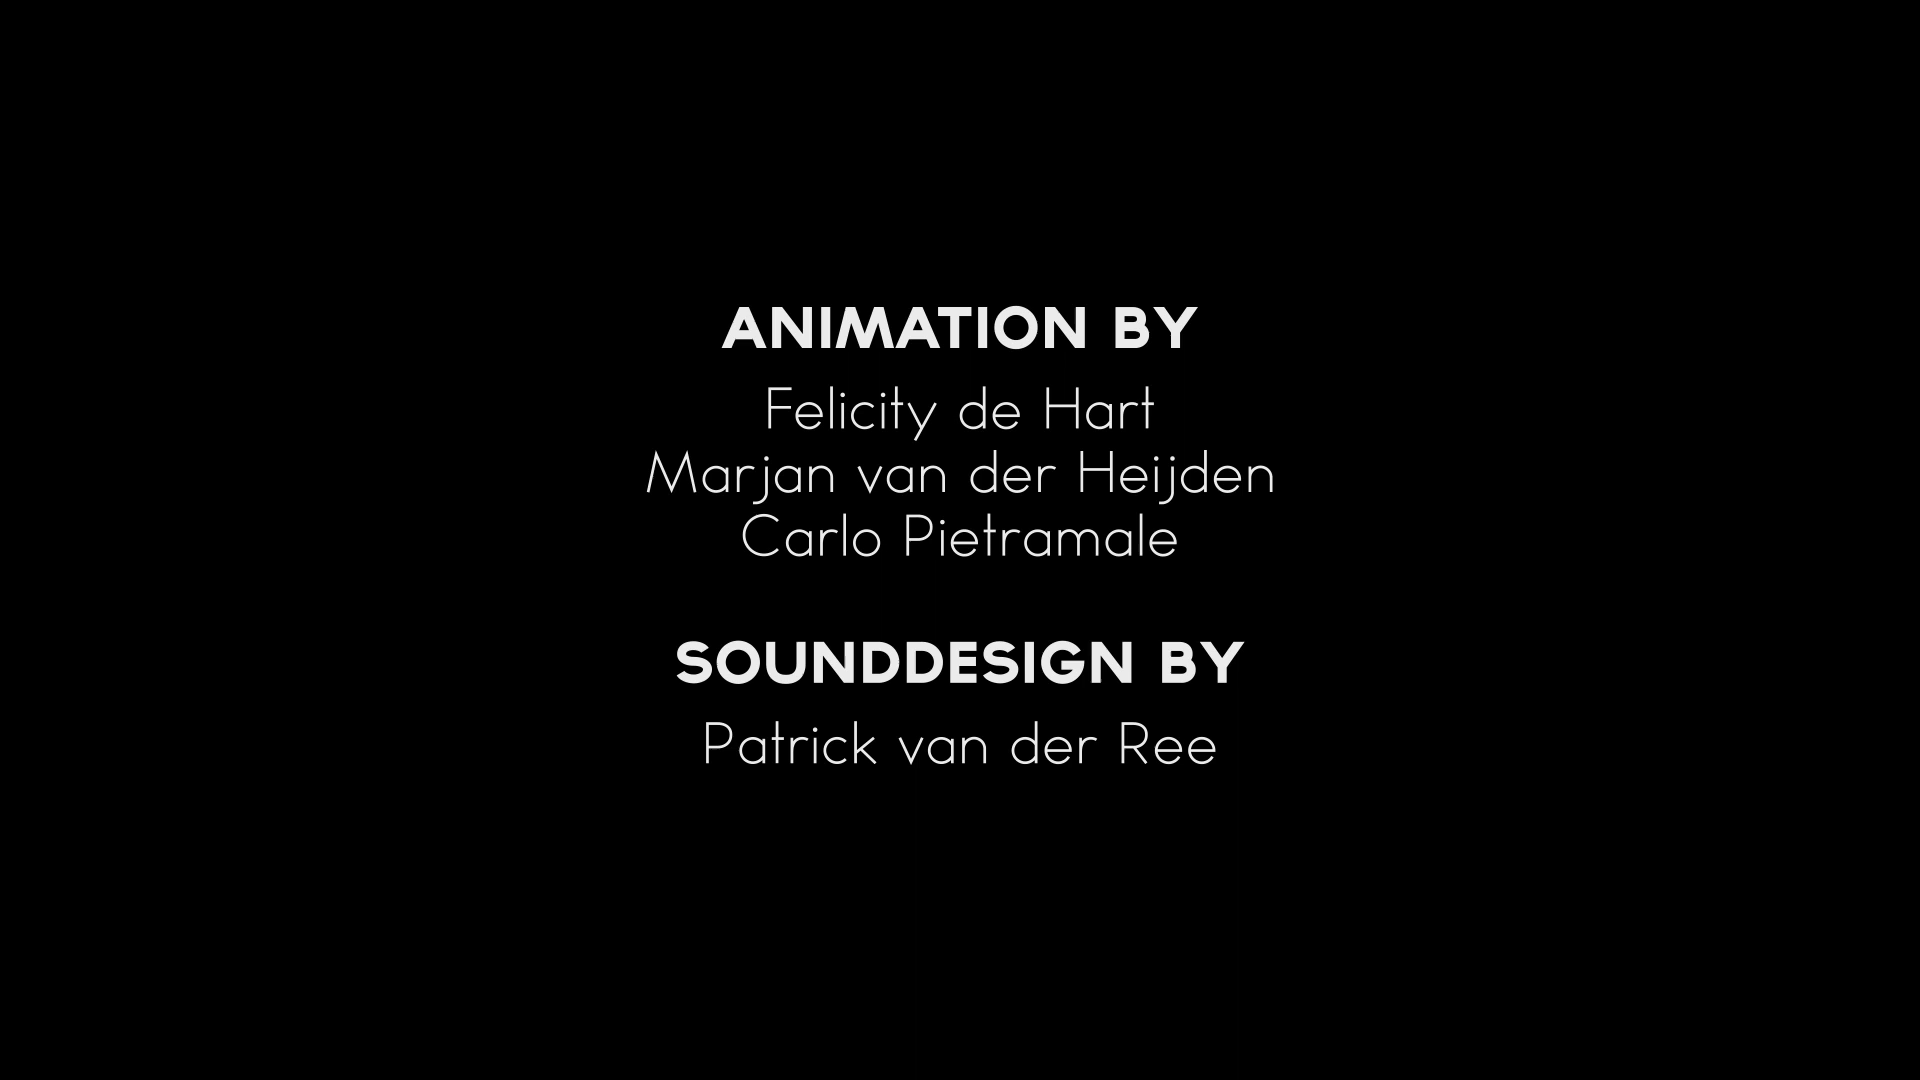 ANIMATION BY
Felicity de Hart
Marjan van der Heijden
Carlo Pietramale
SOUNDDESIGN BY
Patrick van der Ree